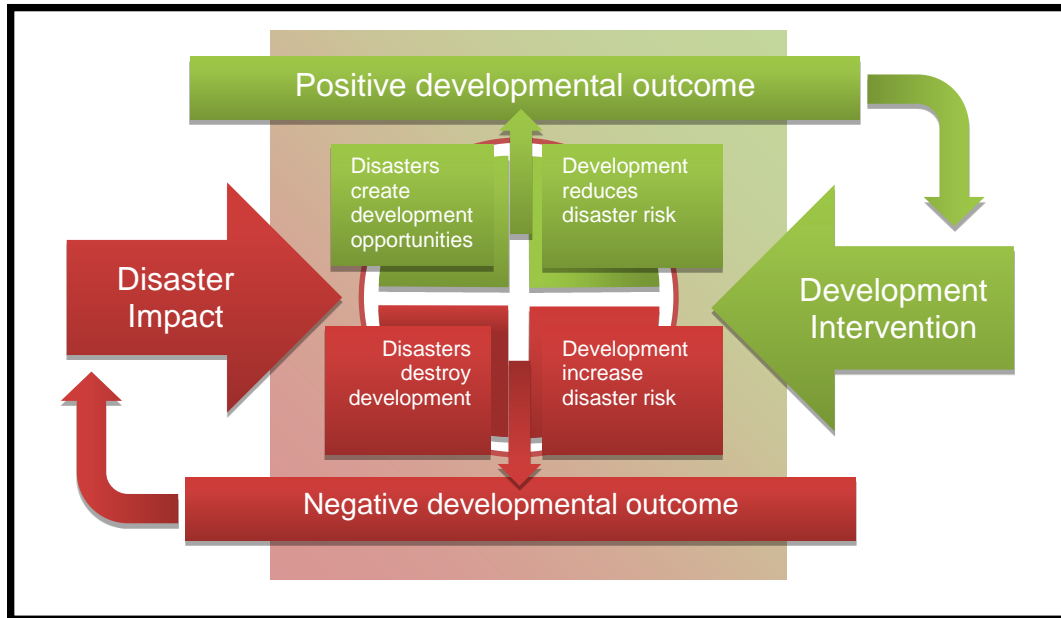 Positive developmental outcome
Disasters
create
development
opportunities
Development
reduces
disaster risk
Disaster
Impact
Development
Intervention
Disasters
destroy
development
Development
increase
disaster risk
Negative developmental outcome